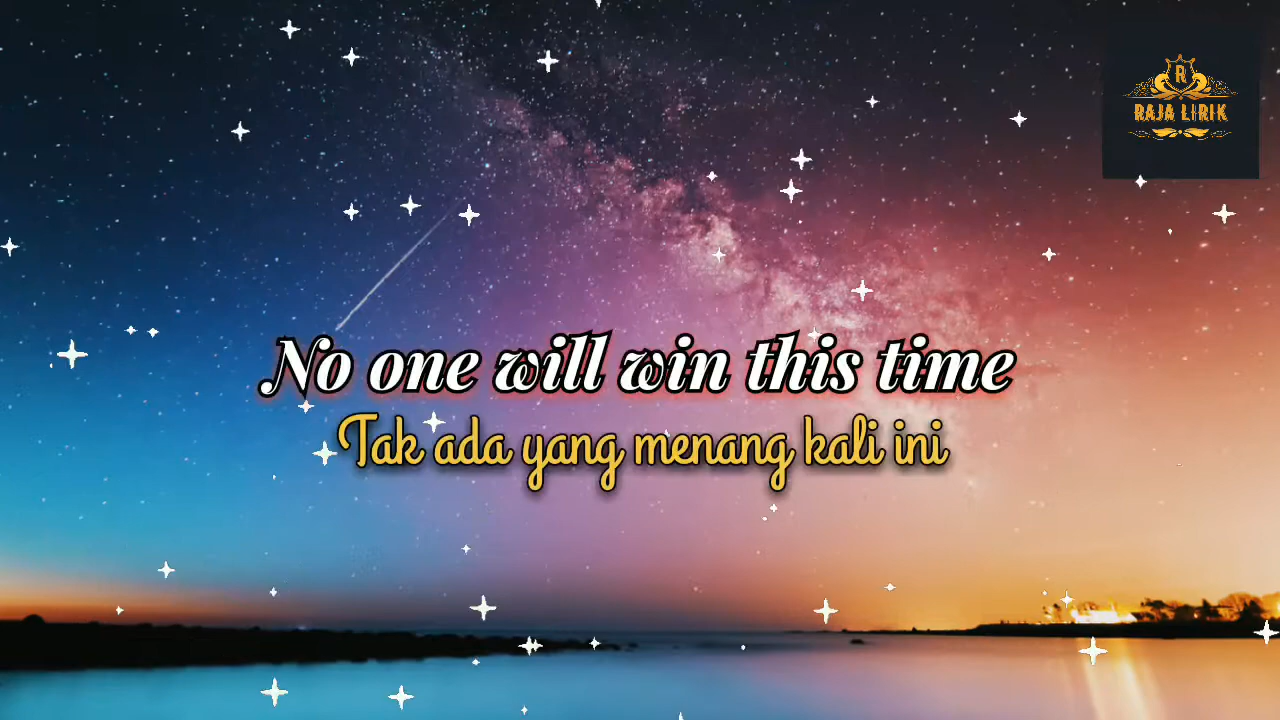 R
RAJA LIRIK
No one will win this time
Tak ada yang menang kali ini